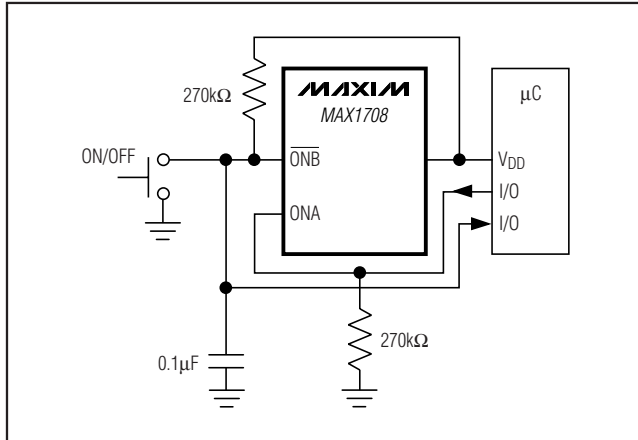 MAXIM
MAX1708
270kΩ
μC
ON/OFF
ONB
VDD
I/O
ONA
I/O
270kΩ
0.1μF